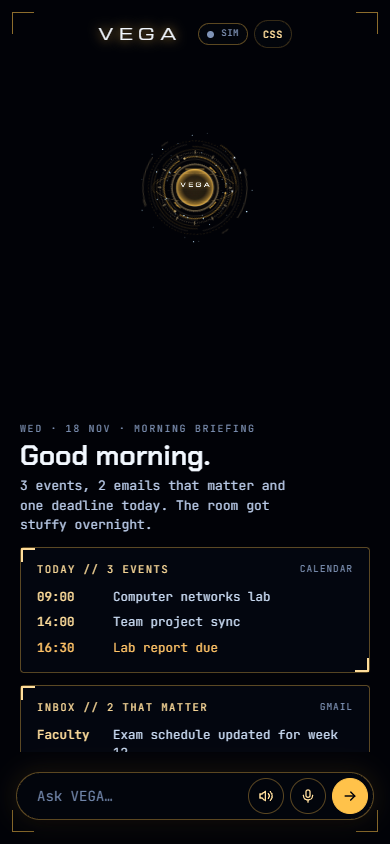 VEGA
SIM
CSS
VEGA
WED · 18 NOV · MORNING BRIEFING
Good morning.
3 events, 2 emails that matter and
one deadline today. The room got
stuffy overnight.
TODAY // 3 EVENTS CALENDAR
09:00 Computer networks lab
14:00 Team project sync
16:30 Lab report due
INBOX // 2 THAT MATTER GMAIL
Faculty Exam schedule updated for week
Ask VEGA…